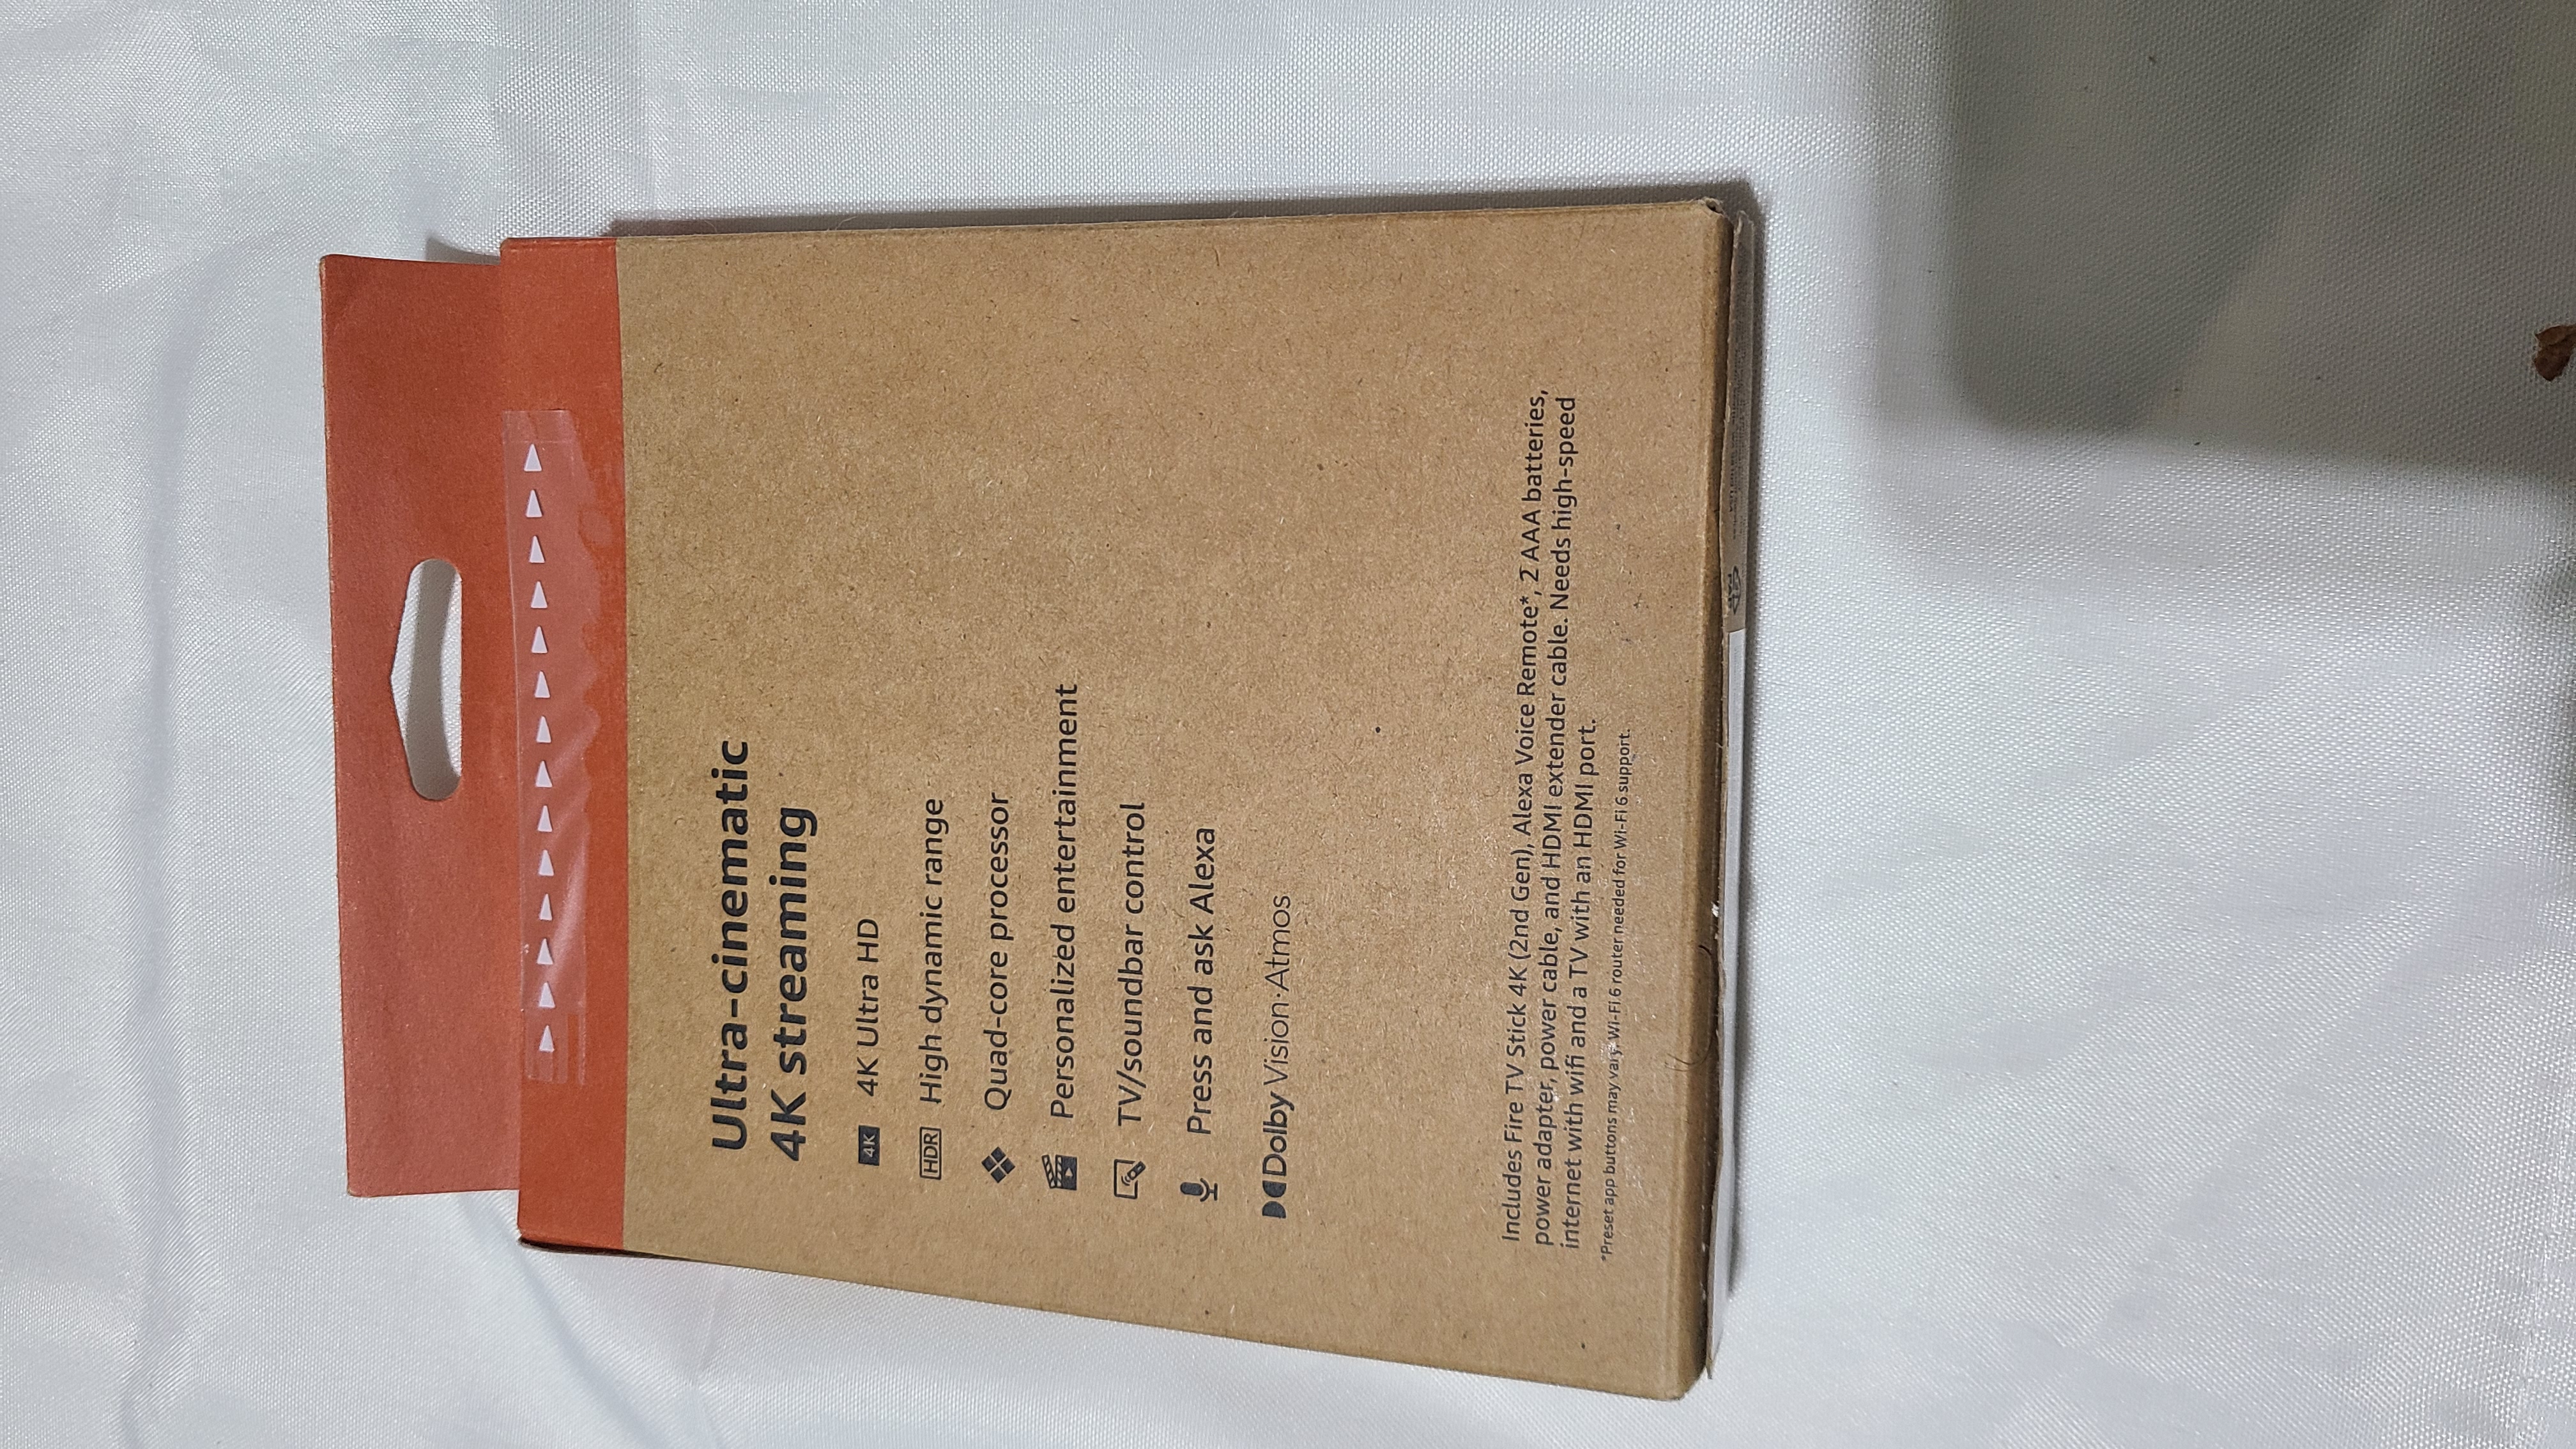 Ultra-cinematic
4K streaming
4K 4K Ultra HD
HDR High dynamic range
Quad-core processor
Personalized entertainment
TV/soundbar control
Press and ask Alexa
Dolby Vision·Atmos
Includes Fire TV Stick 4K (2nd Gen), Alexa Voice Remote*, 2 AAA batteries,
power adapter, power cable, and HDMI extender cable. Needs high-speed
internet with wifi and a TV with an HDMI port.
*Preset app buttons may vary. Wi-Fi 6 router needed for Wi-Fi 6 support.